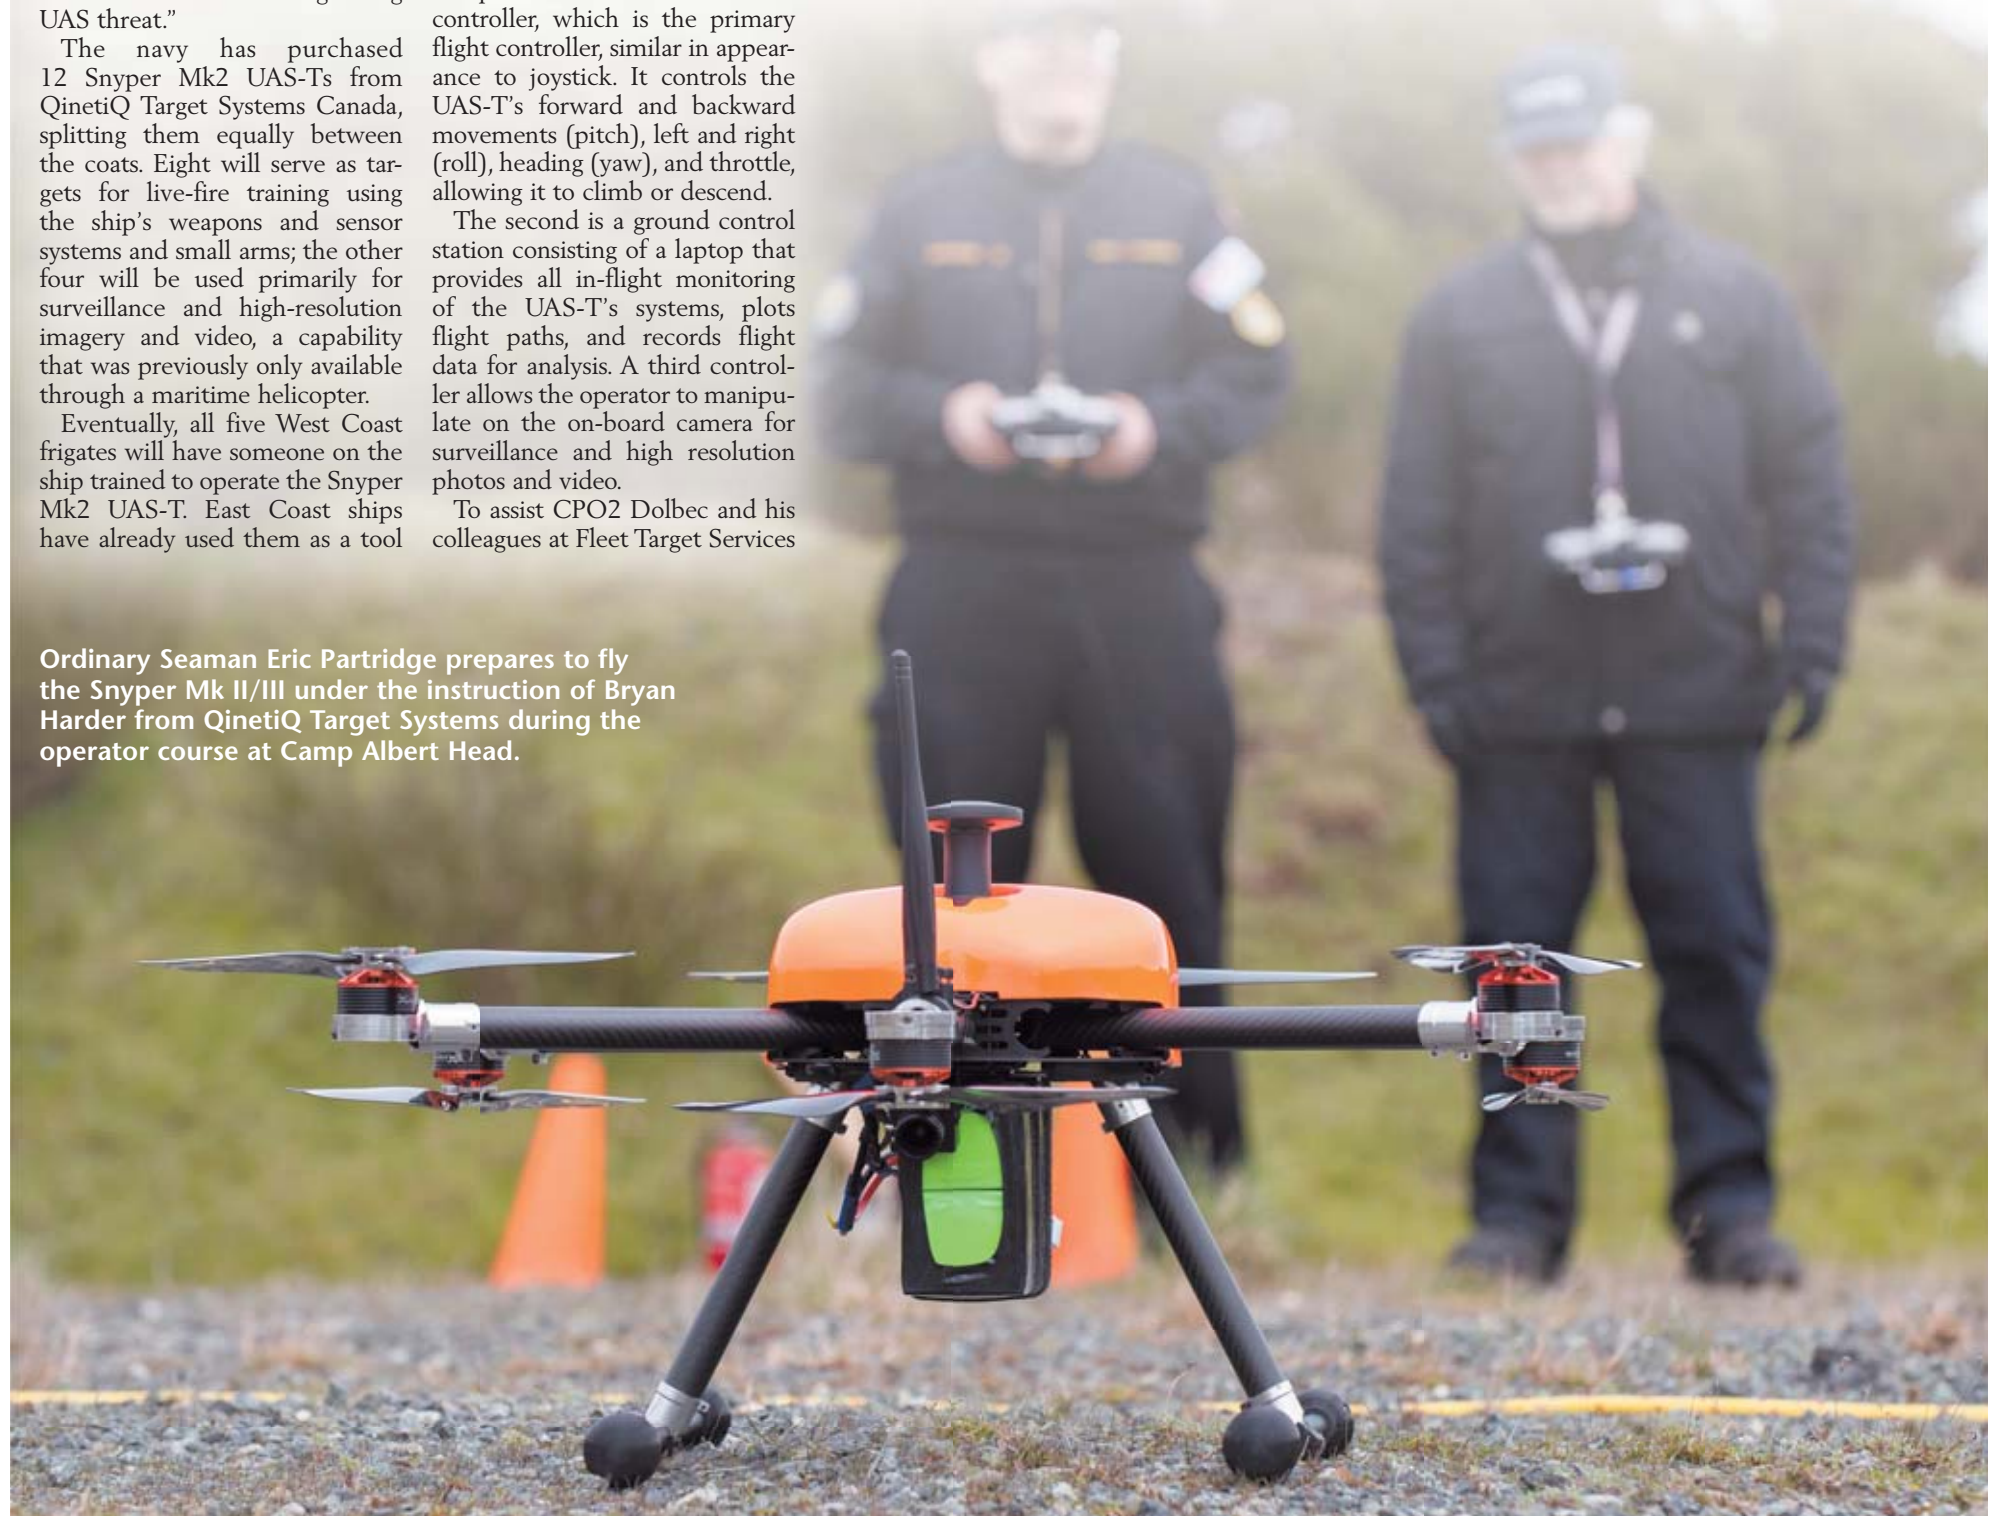 UAS threat.”
The navy has purchased
12 Snyper Mk2 UAS-Ts from
QinetiQ Target Systems Canada,
splitting them equally between
the coats. Eight will serve as tar-
gets for live-fire training using
the ship’s weapons and sensor
systems and small arms; the other
four will be used primarily for
surveillance and high-resolution
imagery and video, a capability
that was previously only available
through a maritime helicopter.
Eventually, all five West Coast
frigates will have someone on the
ship trained to operate the Snyper
Mk2 UAS-T. East Coast ships
have already used them as a tool
controller, which is the primary
flight controller, similar in appear-
ance to joystick. It controls the
UAS-T’s forward and backward
movements (pitch), left and right
(roll), heading (yaw), and throttle,
allowing it to climb or descend.
The second is a ground control
station consisting of a laptop that
provides all in-flight monitoring
of the UAS-T’s systems, plots
flight paths, and records flight
data for analysis. A third control-
ler allows the operator to manipu-
late on the on-board camera for
surveillance and high resolution
photos and video.
To assist CPO2 Dolbec and his
colleagues at Fleet Target Services
Ordinary Seaman Eric Partridge prepares to fly
the Snyper Mk II/III under the instruction of Bryan
Harder from QinetiQ Target Systems during the
operator course at Camp Albert Head.